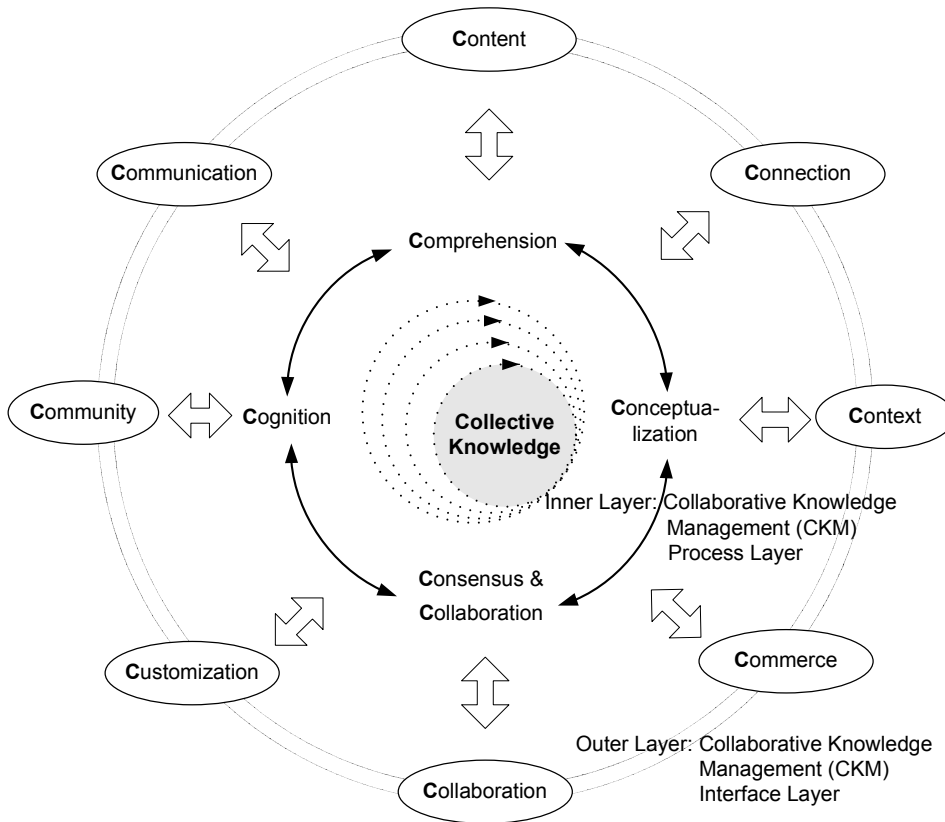 Content
Communication
Connection
Comprehension
Community
Cognition
Collective
Knowledge
Conceptua-
lization
Context
Inner Layer: Collaborative Knowledge
Management (CKM)
Process Layer
Consensus &
Collaboration
Customization
Commerce
Outer Layer: Collaborative Knowledge
Management (CKM)
Interface Layer
Collaboration